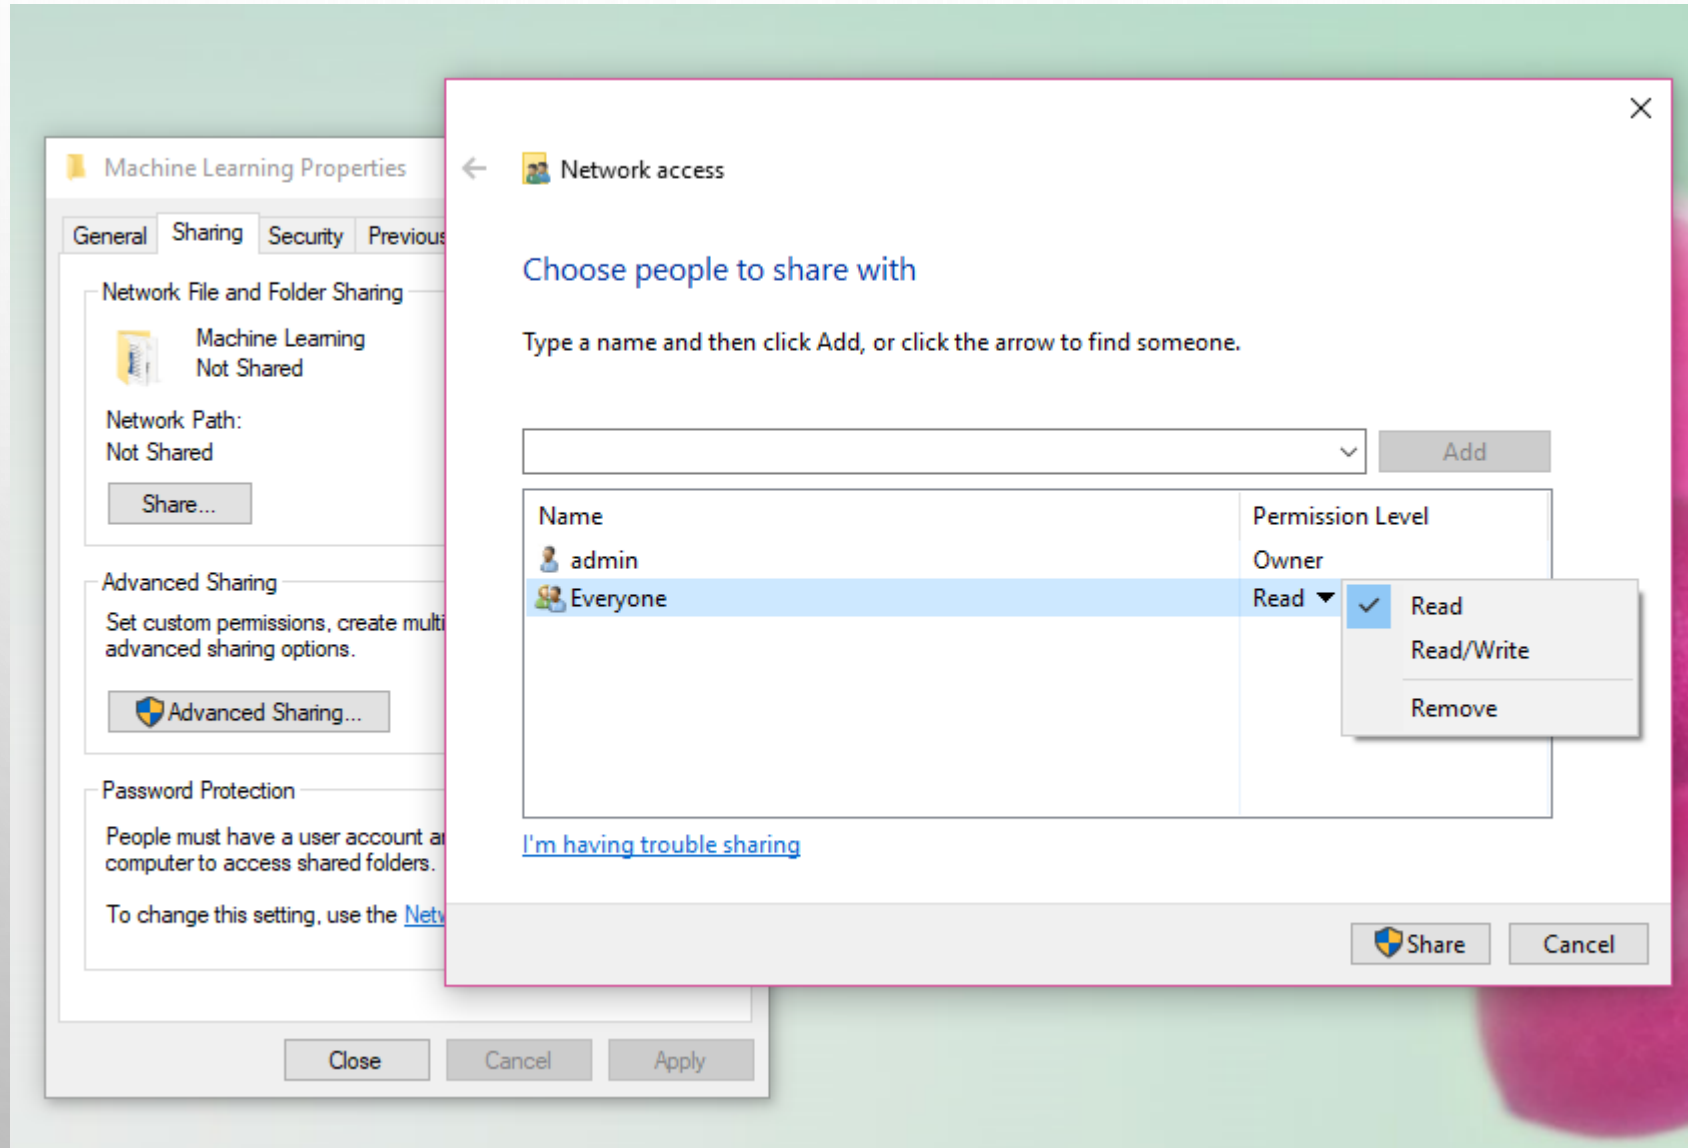 Machine Learning Properties
General
Sharing
Security
Previous
Network File and Folder Sharing
Machine Learning
Not Shared
Network Path:
Not Shared
Share...
Advanced Sharing
Set custom permissions, create multi
advanced sharing options.
Advanced Sharing...
Password Protection
People must have a user account a
computer to access shared folders.
To change this setting, use the Netw
Close
Cancel
Apply
Network access
Choose people to share with
Type a name and then click Add, or click the arrow to find someone.
Add
Name Permission Level
admin Owner
Everyone Read
Read
Read/Write
Remove
I'm having trouble sharing
Share
Cancel